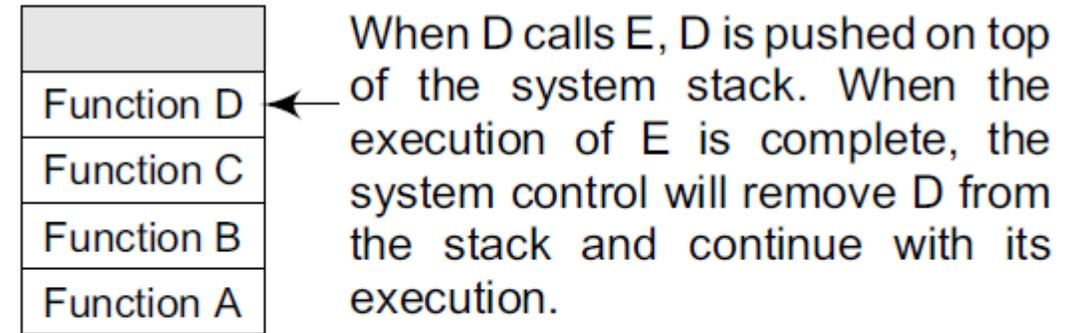 Function D
Function C
Function B
Function A
When D calls E, D is pushed on top
of the system stack. When the
execution of E is complete, the
system control will remove D from
the stack and continue with its
execution.